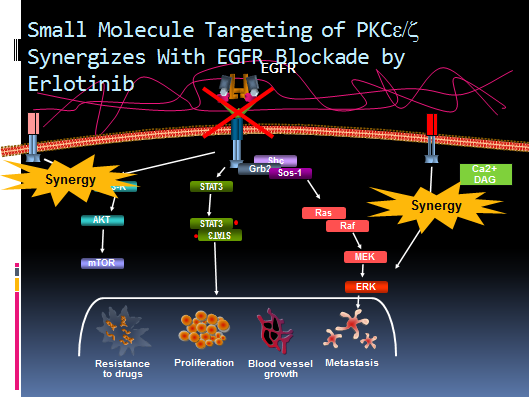 Small Molecule Targeting of PKCε/ζ
Synergizes With EGFR Blockade by
Erlotinib
EGFR
Shc
Grb2
Sos-1
Ca2+
DAG
Synergy
STAT3
Synergy
AKT
STAT3
STAT3
Ras
Raf
mTOR
MEK
ERK
Resistance
to drugs
Proliferation
Blood vessel
growth
Metastasis